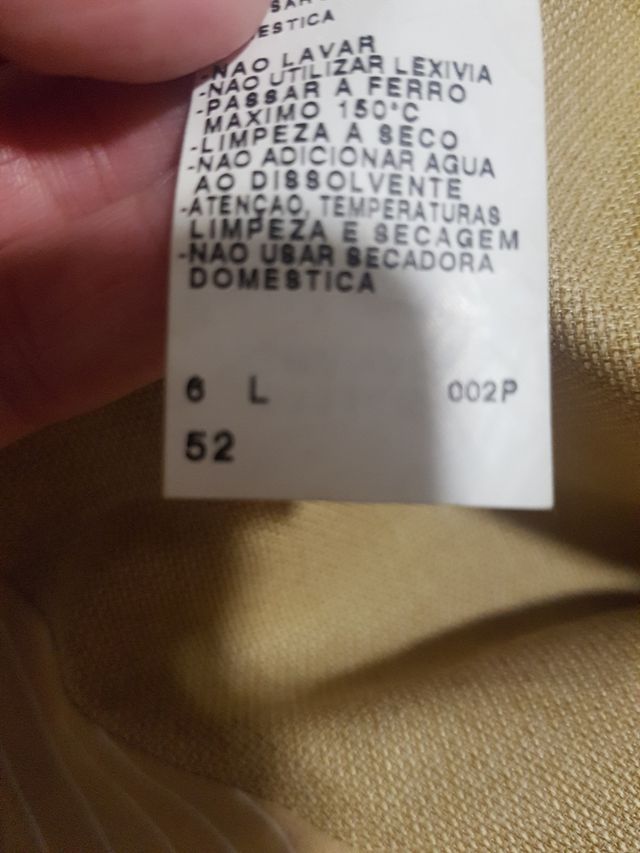 ESTICA
-NAO LAVAR
-NAO UTILIZAR LEXIVIA
-PASSAR A FERRO
MAXIMO 150°C
-LIMPEZA A SECO
-NAO ADICIONAR AGUA
AO DISSOLVENTE
-ATENÇAO, TEMPERATURAS
LIMPEZA E SECAGEM
-NAO USAR SECADORA
DOMESTICA
6 L 002P
52